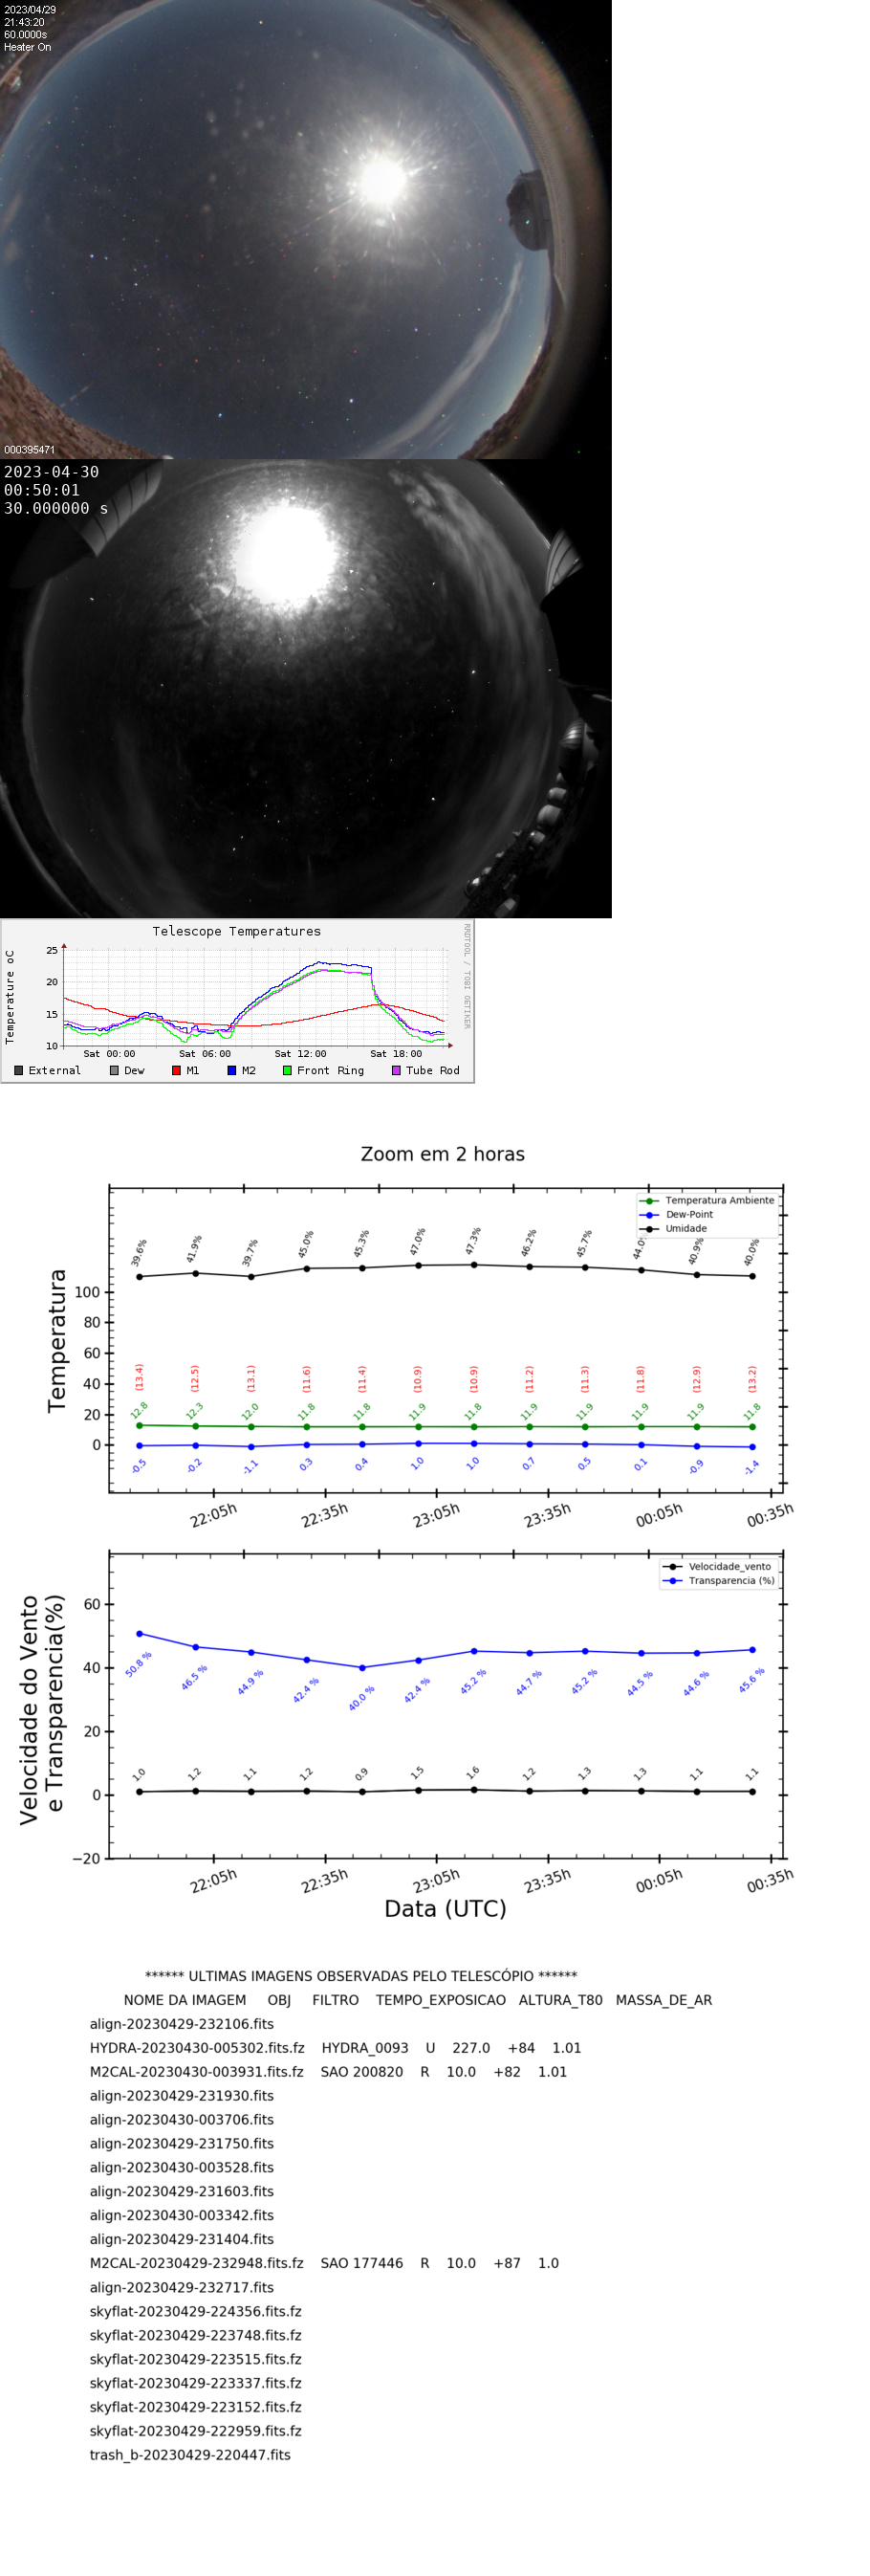 2023/04/29
21:43:20
60.0000s
Heater On
000395471
2023-04-30
00:50:01
30.000000 s
Telescope Temperatures
RRDTOOL / TOBI OETIKER
Temperature oC
25
20
15
10
Sat 00:00 Sat 06:00 Sat 12:00 Sat 18:00
External Dew M1 M2 Front Ring Tube Rod
Zoom em 2 horas
Temperatura Ambiente
Dew-Point
Umidade
39.6% 41.9% 39.7% 45.0% 45.3% 47.0% 47.3% 46.2% 45.7% 44.0% 40.9% 40.0%
Temperatura
100
80
60
40
20
0
(13.4) (12.5) (13.1) (11.6) (11.4) (10.9) (10.9) (11.2) (11.3) (11.8) (12.9) (13.2)
12.8 12.3 12.0 11.8 11.8 11.9 11.8 11.9 11.9 11.9 11.9 11.8
-0.5 -0.2 -1.1 0.3 0.4 1.0 1.0 0.7 0.5 0.1 -0.9 -1.4
22:05h 22:35h 23:05h 23:35h 00:05h 00:35h
Velocidade_vento
Transparencia (%)
Velocidade do Vento
e Transparencia(%)
60
40
20
0
−20
50.8 % 46.5 % 44.9 % 42.4 % 40.0 % 42.4 % 45.2 % 44.7 % 45.2 % 44.5 % 44.6 % 45.6 %
1.0 1.2 1.1 1.2 0.9 1.5 1.6 1.2 1.3 1.3 1.1 1.1
22:05h 22:35h 23:05h 23:35h 00:05h 00:35h
Data (UTC)
****** ULTIMAS IMAGENS OBSERVADAS PELO TELESCÓPIO ******
NOME DA IMAGEM OBJ FILTRO TEMPO_EXPOSICAO ALTURA_T80 MASSA_DE_AR
align-20230429-232106.fits
HYDRA-20230430-005302.fits.fz HYDRA_0093 U 227.0 +84 1.01
M2CAL-20230430-003931.fits.fz SAO 200820 R 10.0 +82 1.01
align-20230429-231930.fits
align-20230430-003706.fits
align-20230429-231750.fits
align-20230430-003528.fits
align-20230429-231603.fits
align-20230430-003342.fits
align-20230429-231404.fits
M2CAL-20230429-232948.fits.fz SAO 177446 R 10.0 +87 1.0
align-20230429-232717.fits
skyflat-20230429-224356.fits.fz
skyflat-20230429-223748.fits.fz
skyflat-20230429-223515.fits.fz
skyflat-20230429-223337.fits.fz
skyflat-20230429-223152.fits.fz
skyflat-20230429-222959.fits.fz
trash_b-20230429-220447.fits